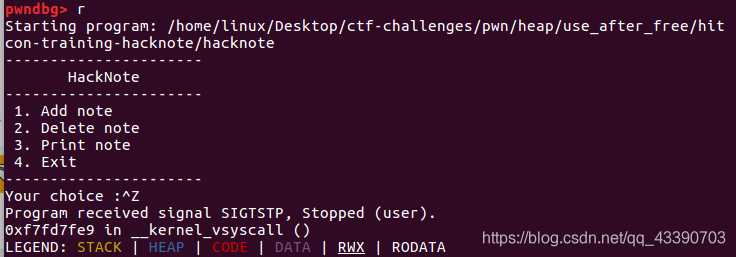 pwndbg> r
Starting program: /home/linux/Desktop/ctf-challenges/pwn/heap/use_after_free/hit
con-training-hacknote/hacknote
----------------------
HackNote
----------------------
1. Add note
2. Delete note
3. Print note
4. Exit
----------------------
Your choice :^Z
Program received signal SIGTSTP, Stopped (user).
0xf7fd7fe9 in __kernel_vsyscall ()
LEGEND: STACK | HEAP | CODE | DATA | RWX | RODATA
https://blog.csdn.net/qq_43390703